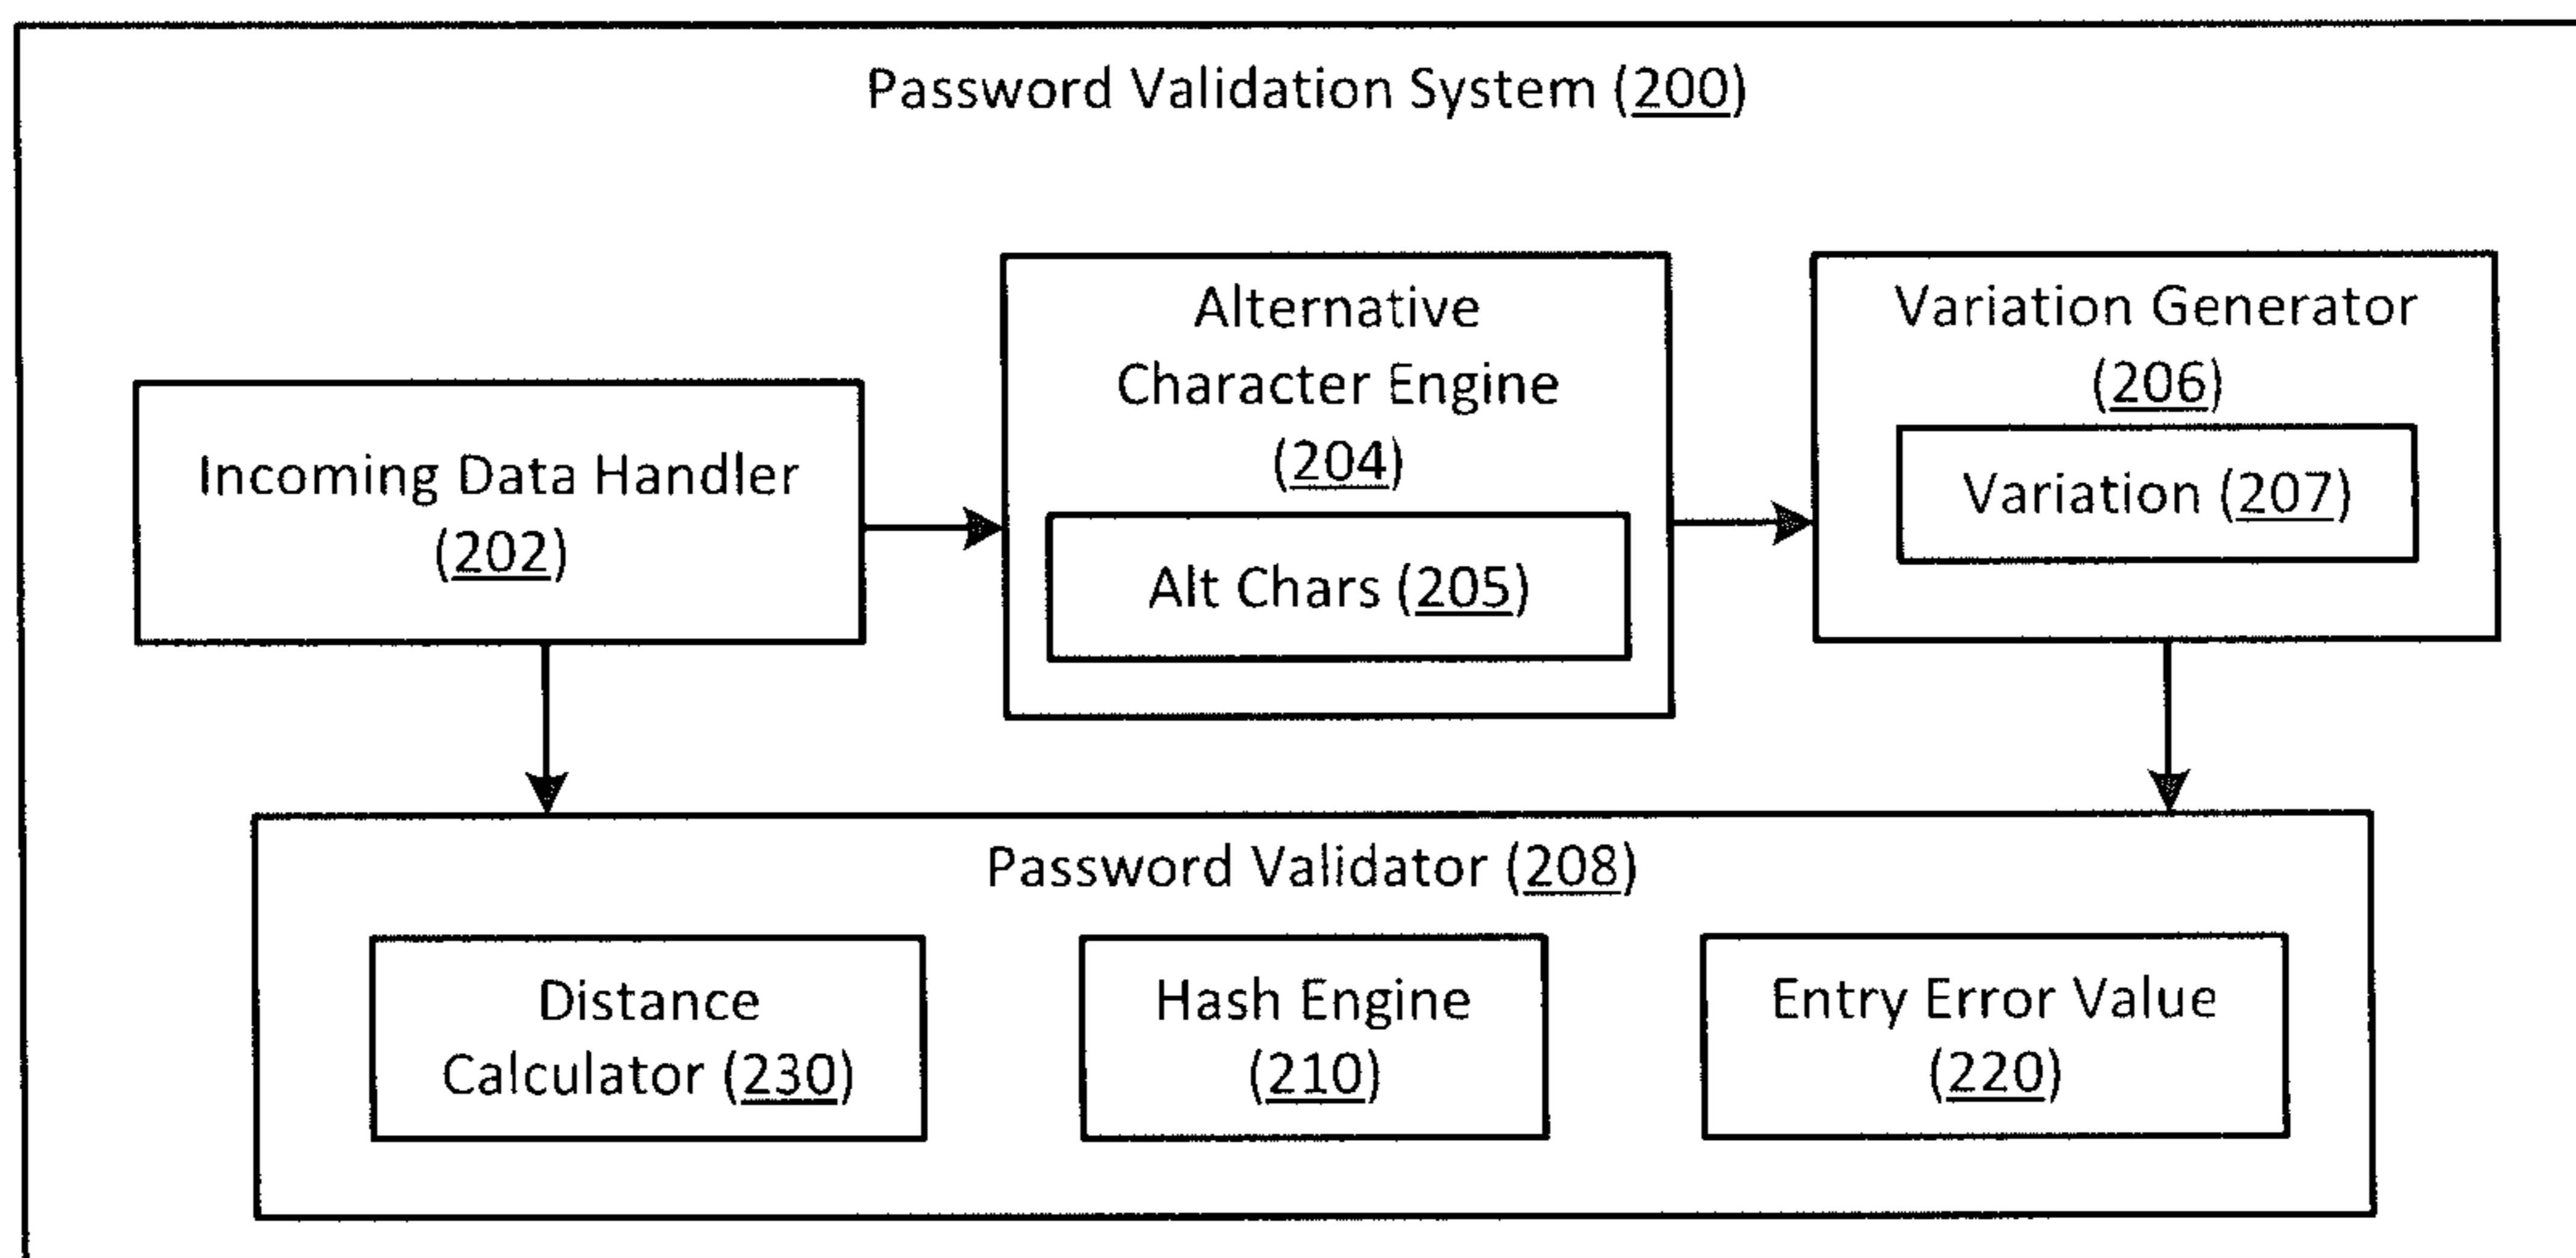 Password Validation System (200)
Incoming Data Handler
(202)
Alternative
Character Engine
(204)
Alt Chars (205)
Variation Generator
(206)
Variation (207)
Password Validator (208)
Distance
Calculator (230)
Hash Engine
(210)
Entry Error Value
(220)